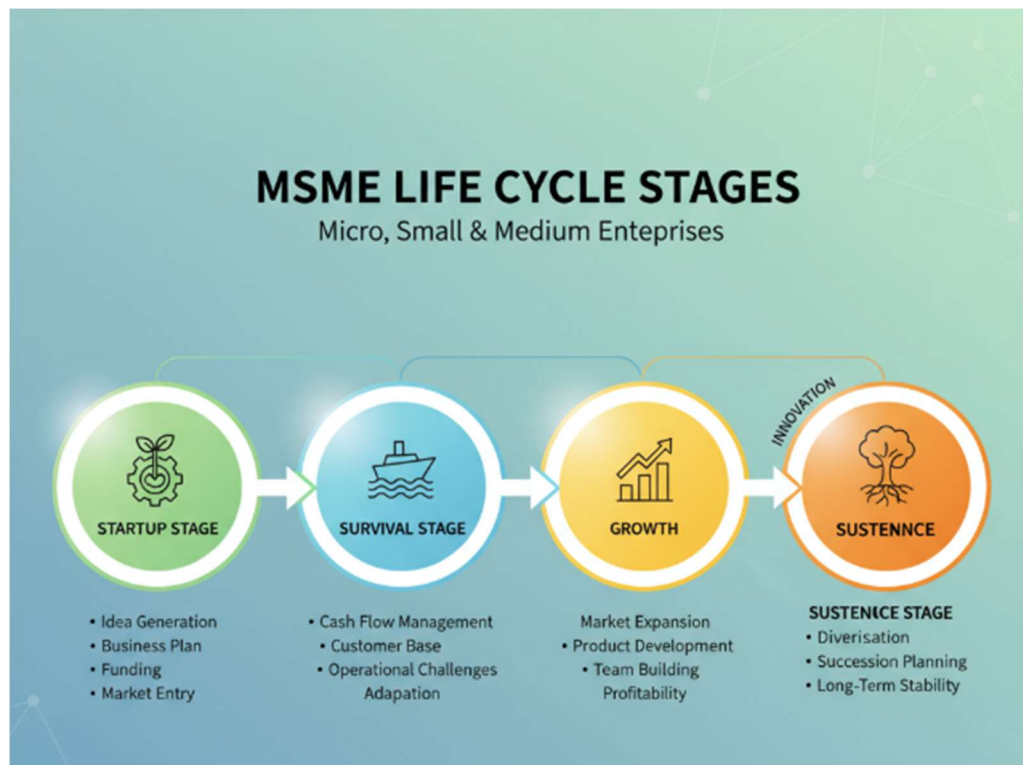 MSME LIFE CYCLE STAGES
Micro, Small & Medium Enteprises
INNOVATION
STARTUP STAGE
SURVIVAL STAGE
GROWTH
SUSTENNCE
• Idea Generation
• Business Plan
• Funding
• Market Entry
• Cash Flow Management
• Customer Base
• Operational Challenges
Adapation
Market Expansion
• Product Development
• Team Building
Profitability
SUSTENICE STAGE
• Diverisation
• Succession Planning
• Long-Term Stability